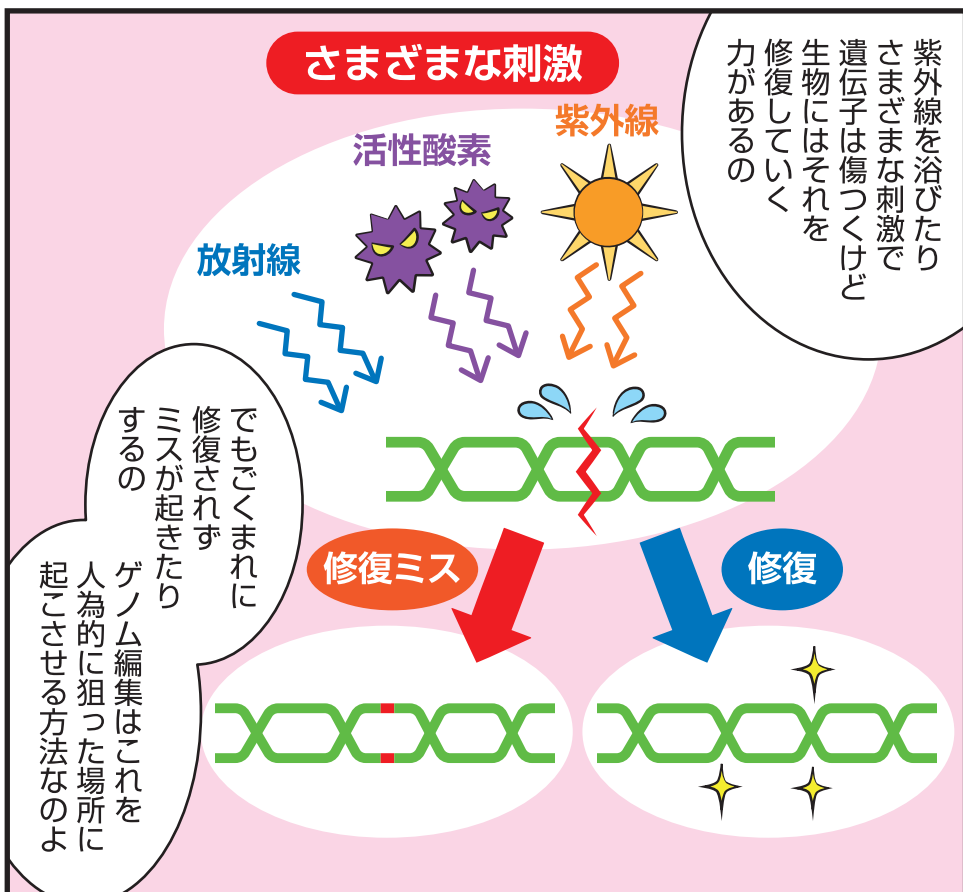 紫外線を浴びたり
さまざまな刺激で
遺伝子は傷つくけど
生物にはそれを
修復していく
力があるの
さまざまな刺激
紫外線
活性酸素
放射線
でもごくまれに
修復されず
ミスが起きたり
するの
修復
修復ミス
ゲノム編集はこれを
人為的に狙った場所に
起こさせる方法なのよ